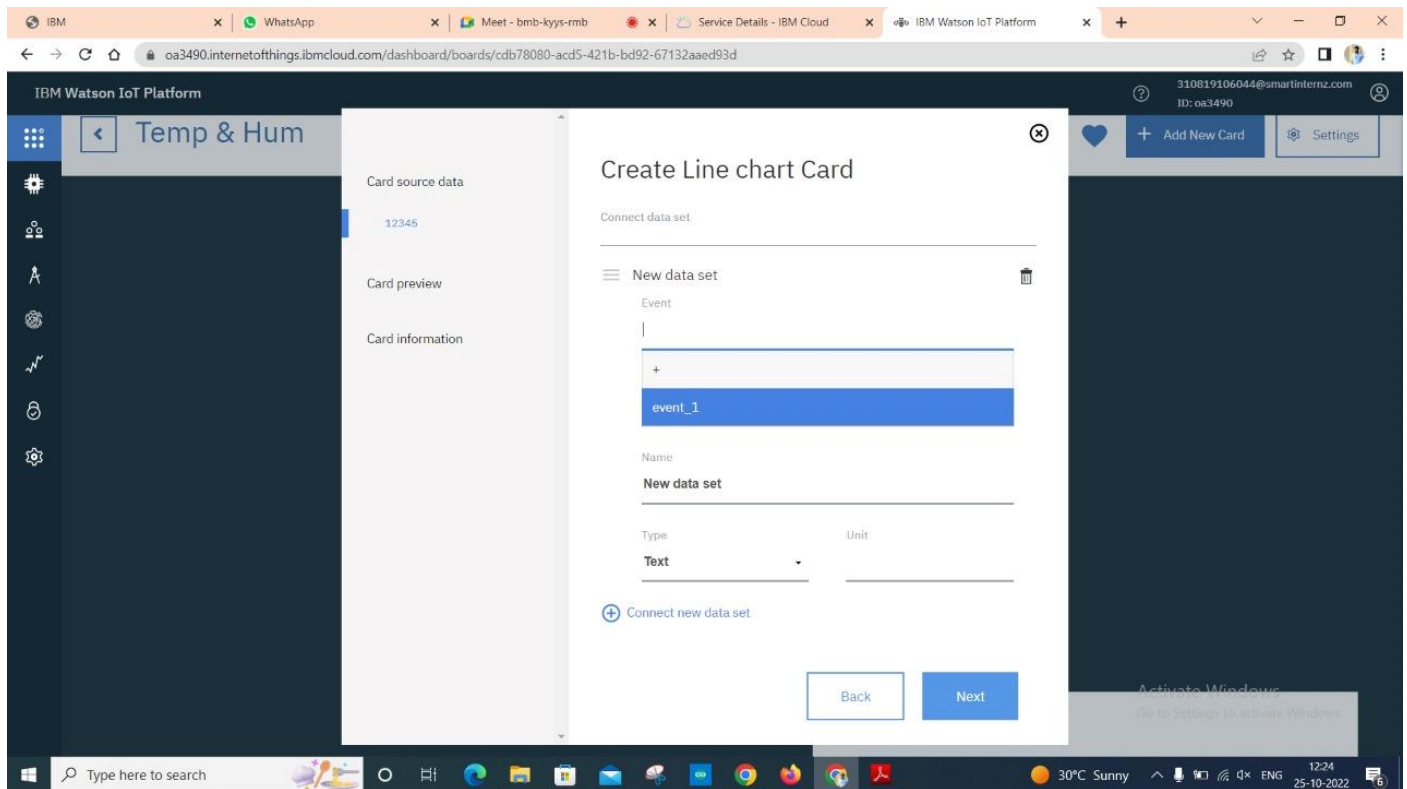 IBM
WhatsApp
Meet - bmb-kyys-rmb
Service Details - IBM Cloud
IBM Watson IoT Platform
oa3490.internetofthings.ibmcloud.com/dashboard/boards/cdb78080-acd5-421b-bd92-67132aaed93d
IBM Watson IoT Platform
310819106044@smartinternz.com
ID: oa3490
Temp & Hum
+ Add New Card
Settings
Card source data
12345
Card preview
Card information
Create Line chart Card
Connect data set
New data set
Event
+
event_1
Name
New data set
Type
Unit
Text
Connect new data set
Back
Next
Activate Windows
Go to Settings to activate Windows.
Type here to search
30°C Sunny
ENG
12:24
25-10-2022
6